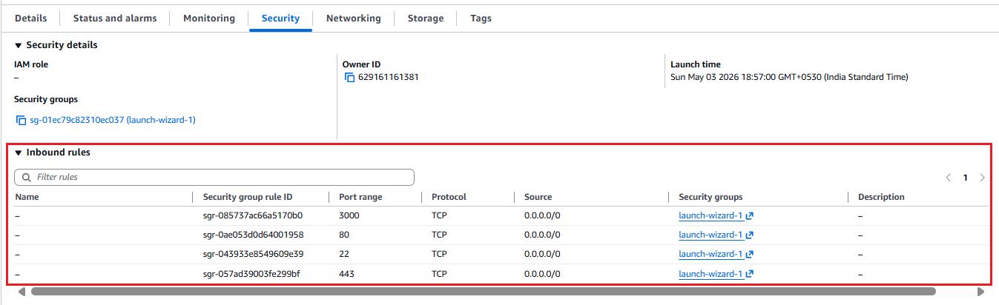 Details Status and alarms Monitoring Security Networking Storage Tags
Security details
IAM role Owner ID Launch time
– 629161161381 Sun May 03 2026 18:57:00 GMT+0530 (India Standard Time)
Security groups
sg-01ec79c82310ec037 (launch-wizard-1)
Inbound rules
Filter rules 1
Name Security group rule ID Port range Protocol Source Security groups Description
– sgr-085737ac66a5170b0 3000 TCP 0.0.0.0/0 launch-wizard-1 –
– sgr-0ae053d0d64001958 80 TCP 0.0.0.0/0 launch-wizard-1 –
– sgr-043933e8549609e39 22 TCP 0.0.0.0/0 launch-wizard-1 –
– sgr-057ad39003fe299bf 443 TCP 0.0.0.0/0 launch-wizard-1 –